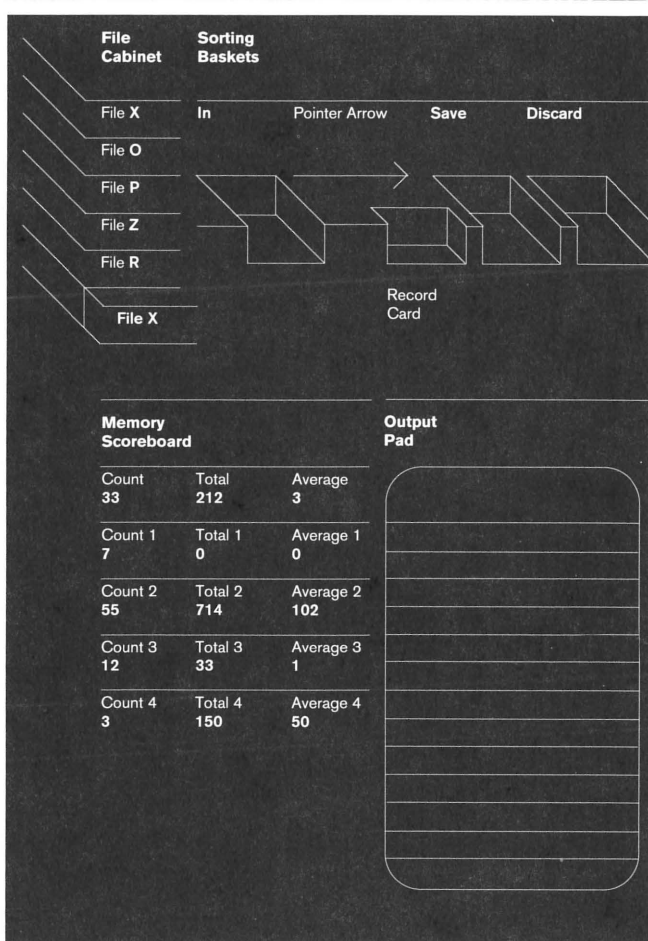 File
Cabinet
Sorting
Baskets
File X
In
Pointer Arrow
Save
Discard
File O
File P
File Z
File R
File X
Record
Card
Memory
Scoreboard
Output
Pad
Count
Total
Average
33
212
3
Count 1
Total 1
Average 1
7
0
0
Count 2
Total 2
Average 2
55
714
102
Count 3
Total 3
Average 3
12
33
1
Count 4
Total 4
Average 4
3
150
50